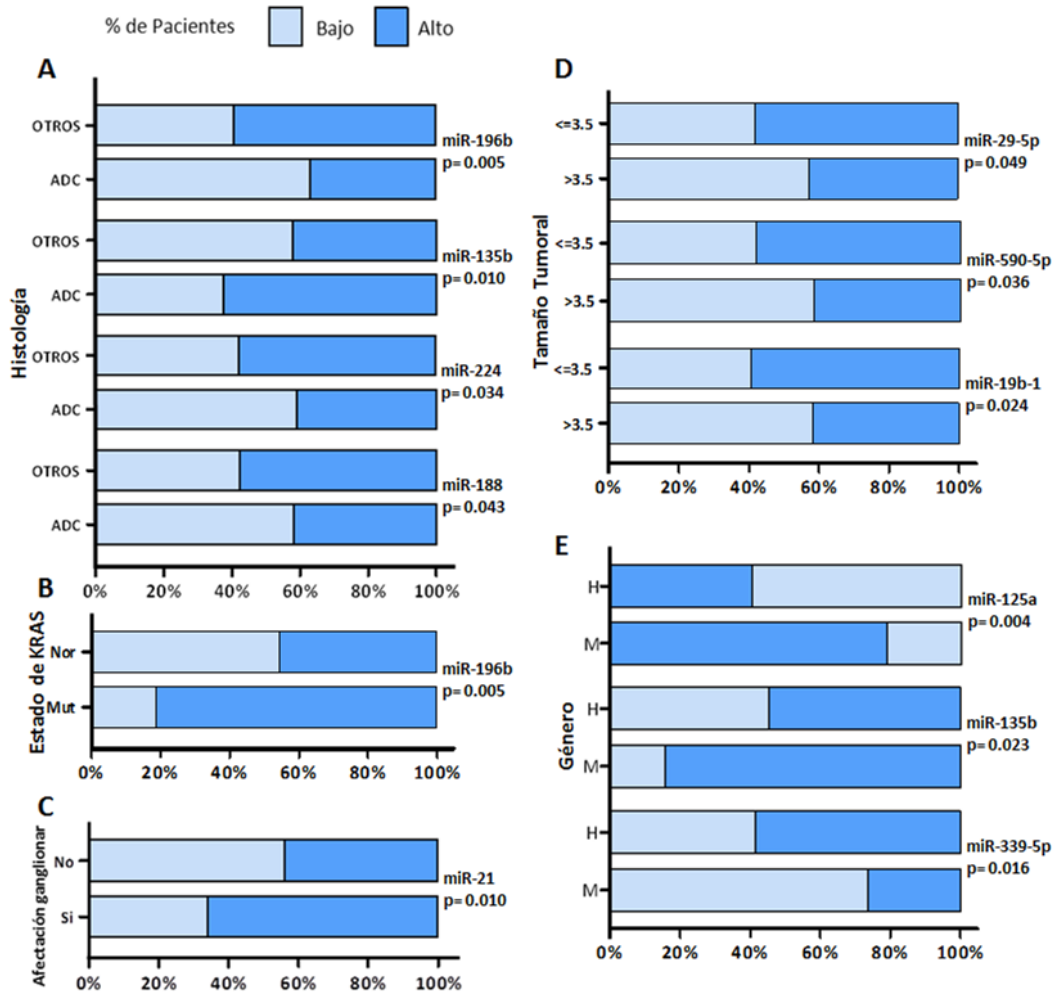 % de Pacientes Bajo Alto
A
Histología
OTROS
miR-196b
p= 0.005
ADC
OTROS
miR-135b
p= 0.010
ADC
OTROS
miR-224
p= 0.034
ADC
OTROS
miR-188
p= 0.043
ADC
0% 20% 40% 60% 80% 100%
B
Estado de KRAS
Nor
miR-196b
p= 0.005
Mut
0% 20% 40% 60% 80% 100%
C
Afectación ganglionar
No
miR-21
p= 0.010
Si
0% 20% 40% 60% 80% 100%
D
Tamaño Tumoral
<=3.5
miR-29-5p
p= 0.049
>3.5
<=3.5
miR-590-5p
p= 0.036
>3.5
<=3.5
miR-19b-1
p= 0.024
>3.5
0% 20% 40% 60% 80% 100%
E
Género
H
miR-125a
p= 0.004
M
H
miR-135b
p= 0.023
M
H
miR-339-5p
p= 0.016
M
0% 20% 40% 60% 80% 100%